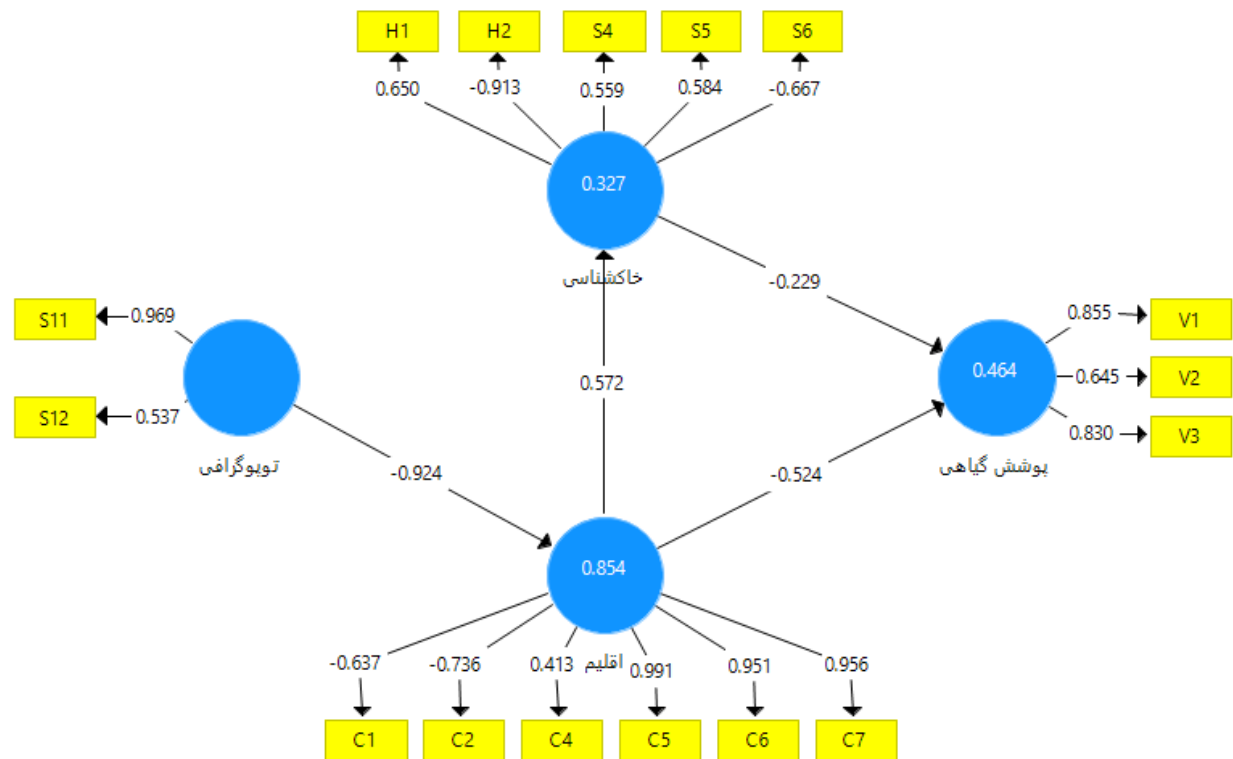 H1 H2 S4 S5 S6
0.650 -0.913 0.559 0.584 -0.667
0.327
خاکشناسی
-0.229
S11 0.969
0.855 V1
0.464
0.572
0.645 V2
S12 0.537
0.830 V3
توپوگرافی
پوشش گیاهی
-0.924
-0.524
0.854
اقلیم
-0.637 -0.736 0.413 0.991 0.951 0.956
C1 C2 C4 C5 C6 C7